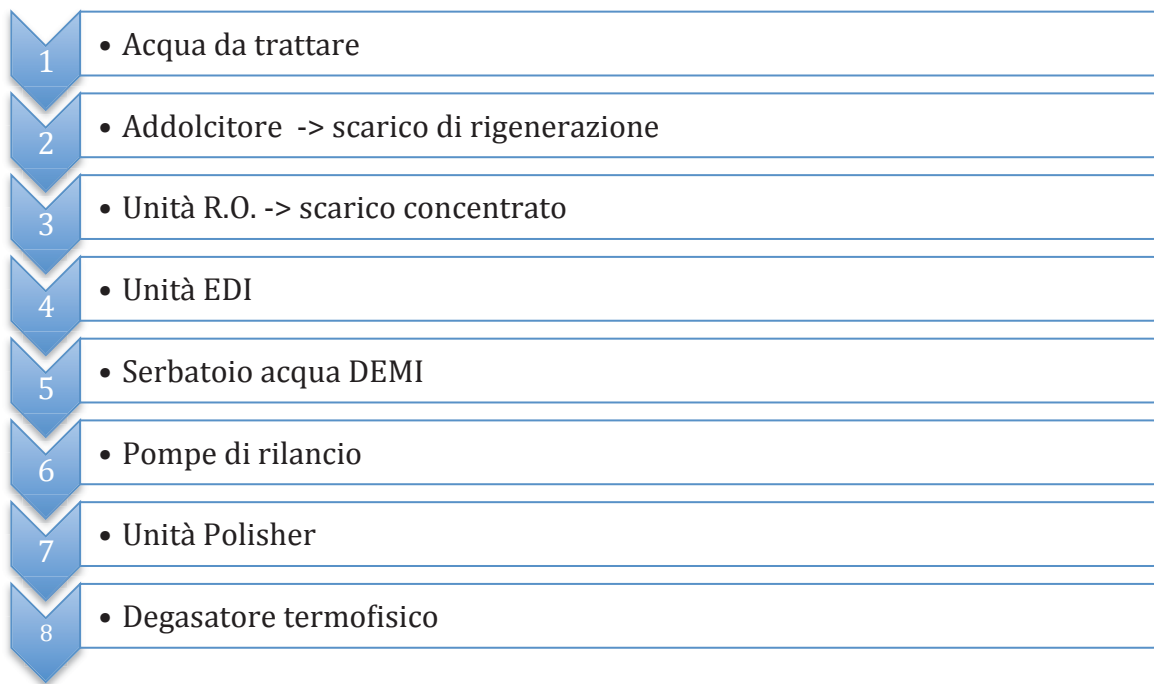 1 • Acqua da trattare
2 • Addolcitore -> scarico di rigenerazione
3 • Unità R.O. -> scarico concentrato
4 • Unità EDI
5 • Serbatoio acqua DEMI
6 • Pompe di rilancio
7 • Unità Polisher
8 • Degasatore termofisico